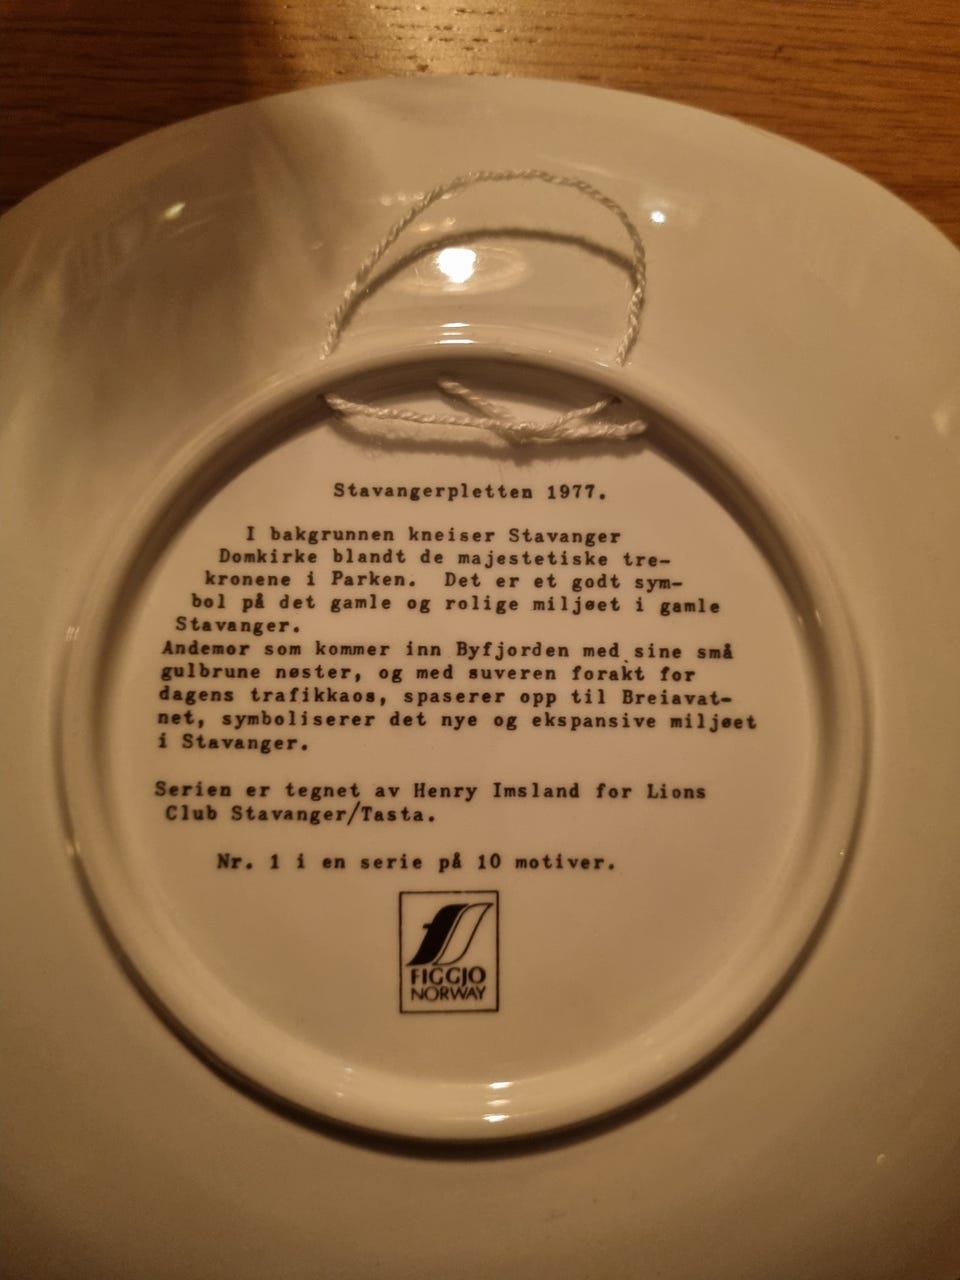 Stavangerpletten 1977.
I bakgrunnen kneiser Stavanger
Domkirke blandt de majestetiske tre-
kronene i Parken. Det er et godt sym-
bol på det gamle og rolige miljøet i gamle
Stavanger.
Andemor som kommer inn Byfjorden med sine små
gulbrune nøster, og med suveren forakt for
dagens trafikkaos, spaserer opp til Breiavat-
net, symboliserer det nye og ekspansive miljøet
i Stavanger.
Serien er tegnet av Henry Imsland for Lions
Club Stavanger/Tasta.
Nr. 1 i en serie på 10 motiver.
FIGGJO
NORWAY